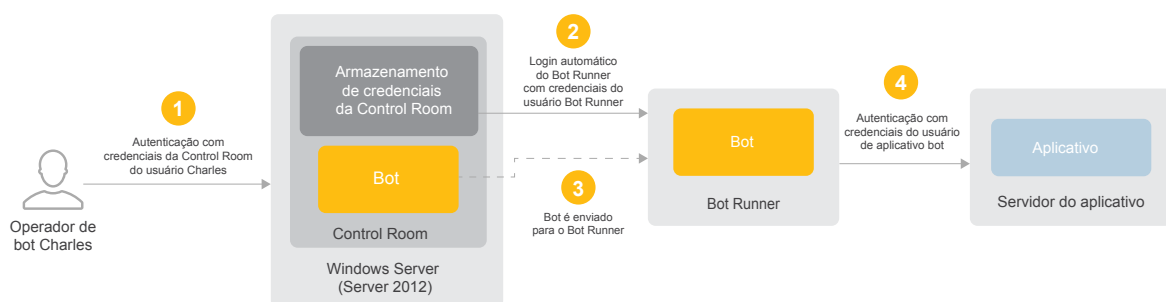 1
Autenticação com
credenciais da Control Room
do usuário Charles
Operador de
bot Charles
Armazenamento
de credenciais
da Control Room
Bot
Control Room
Windows Server
(Server 2012)
2
Login automático
do Bot Runner
com credenciais do
usuário Bot Runner
3
Bot é enviado
para o Bot Runner
Bot
Bot Runner
4
Autenticação com
credenciais do usuário
de aplicativo bot
Aplicativo
Servidor do aplicativo